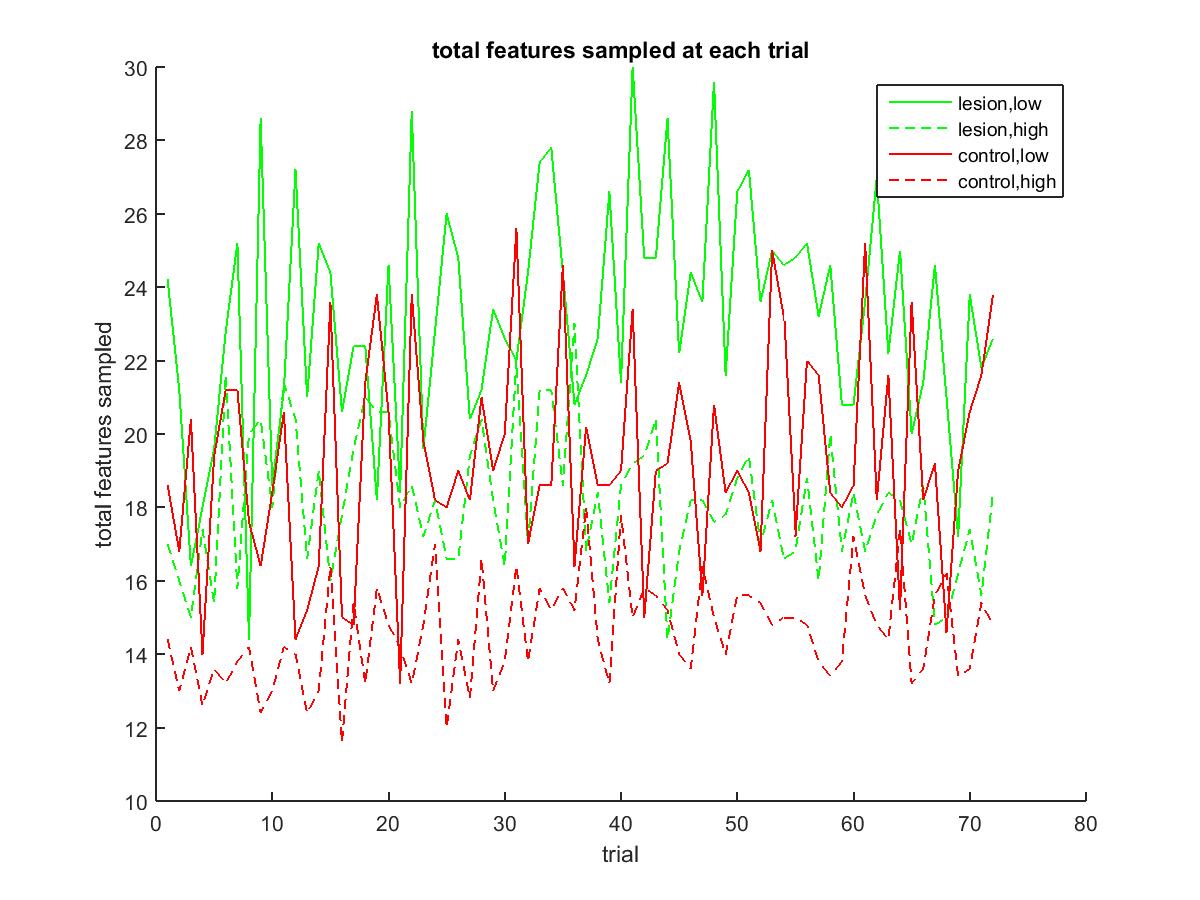 total features sampled at each trial
30
28
26
24
22
20
18
16
14
12
10
total features sampled
lesion,low
lesion,high
control,low
control,high
0 10 20 30 40 50 60 70 80
trial